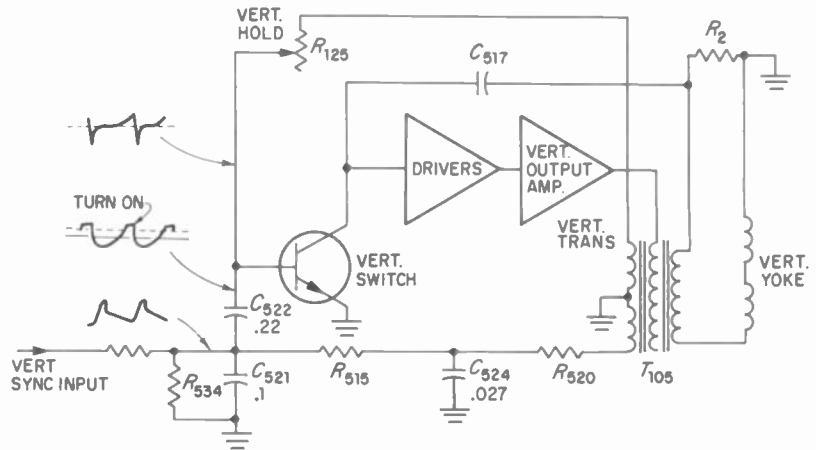 VERT.
HOLD
R125
C517
R2
TURN ON
DRIVERS
VERT.
OUTPUT
AMP.
VERT.
TRANS
VERT.
SWITCH
VERT.
YOKE
C522
.22
VERT
SYNC INPUT
R534
C521
.1
R515
C524
.027
R520
T105